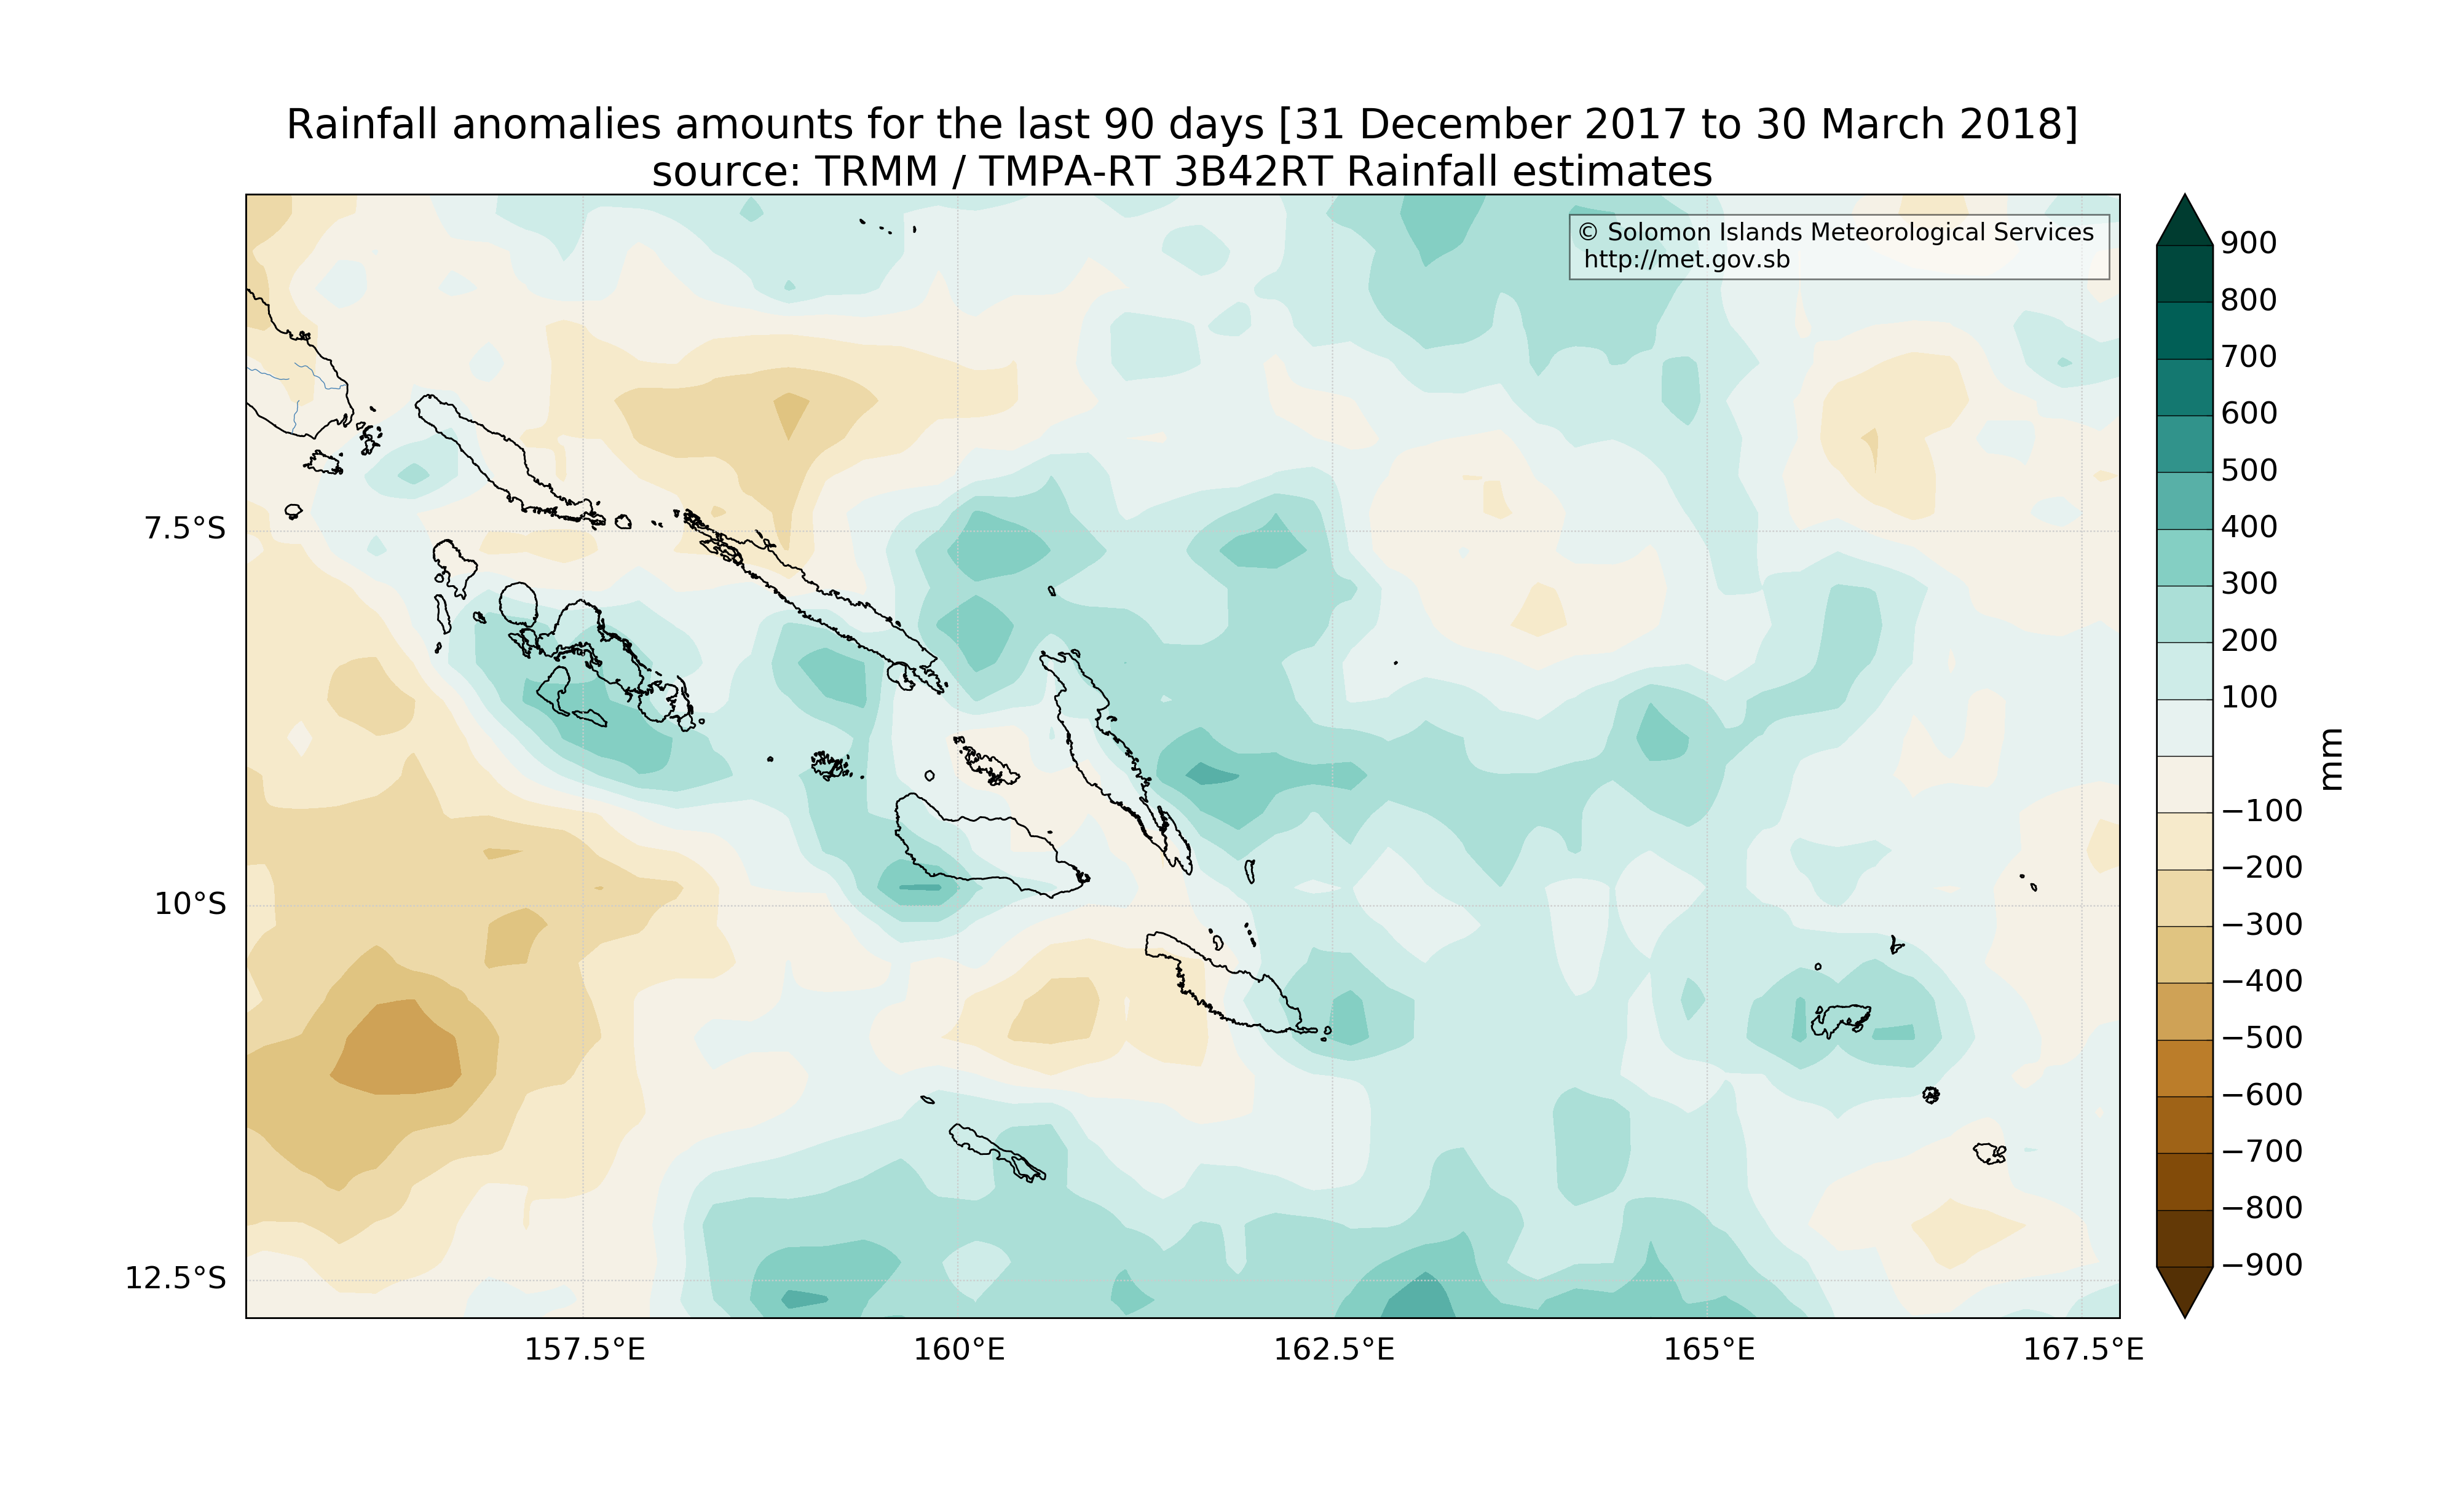 Rainfall anomalies amounts for the last 90 days [31 December 2017 to 30 March 2018]
source: TRMM / TMPA-RT 3B42RT Rainfall estimates
© Solomon Islands Meteorological Services
http://met.gov.sb
7.5°S
10°S
12.5°S
157.5°E
160°E
162.5°E
165°E
167.5°E
900
800
700
600
500
400
300
200
100
−100
−200
−300
−400
−500
−600
−700
−800
−900
mm